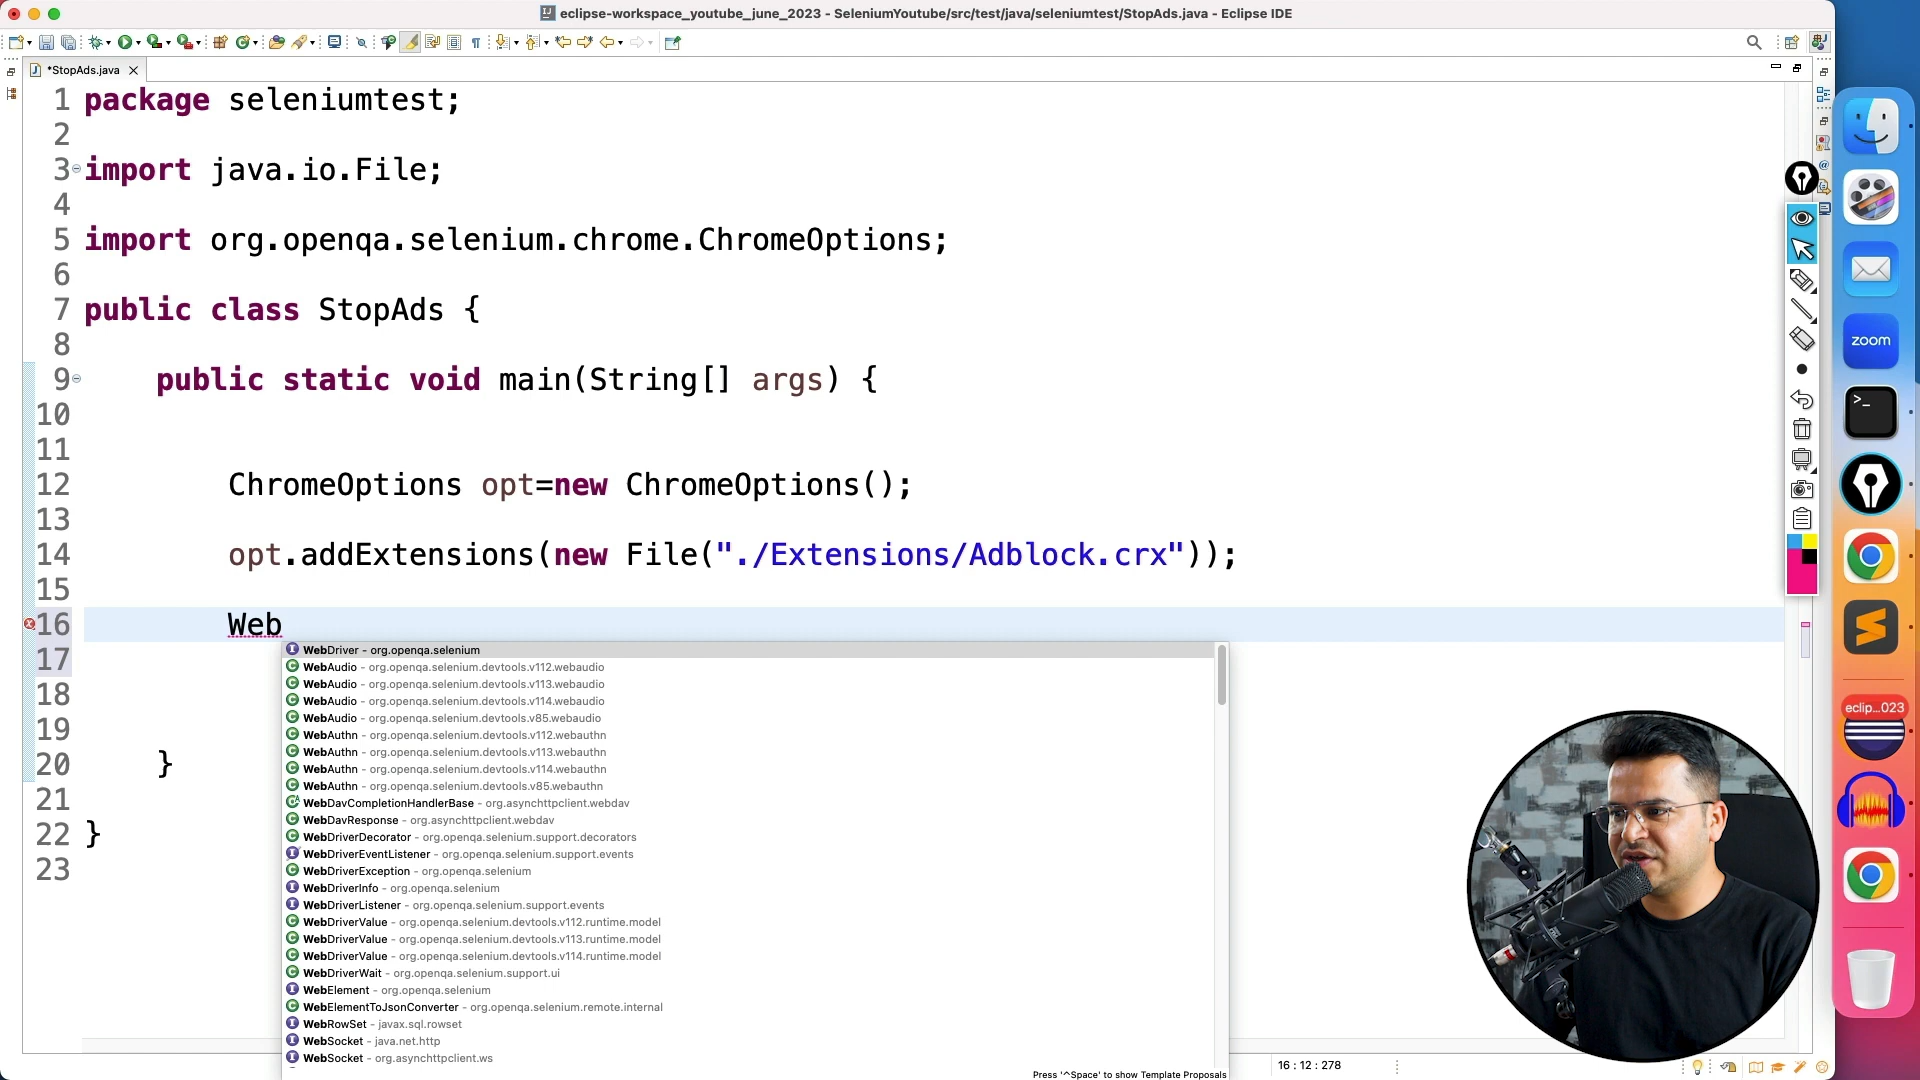 eclipse-workspace_youtube_june_2023 - SeleniumYoutube/src/test/java/seleniumtest/StopAds.java - Eclipse IDE
*StopAds.java
1 package seleniumtest;
2
3 import java.io.File;
4
5 import org.openqa.selenium.chrome.ChromeOptions;
6
7 public class StopAds {
8
9 public static void main(String[] args) {
10
11
12 ChromeOptions opt=new ChromeOptions();
13
14 opt.addExtensions(new File("./Extensions/Adblock.crx"));
15
16 Web
17
18
19
20 }
21
22 }
23
WebDriver - org.openqa.selenium
WebAudio - org.openqa.selenium.devtools.v112.webaudio
WebAudio - org.openqa.selenium.devtools.v113.webaudio
WebAudio - org.openqa.selenium.devtools.v114.webaudio
WebAudio - org.openqa.selenium.devtools.v85.webaudio
WebAuthn - org.openqa.selenium.devtools.v112.webauthn
WebAuthn - org.openqa.selenium.devtools.v113.webauthn
WebAuthn - org.openqa.selenium.devtools.v114.webauthn
WebAuthn - org.openqa.selenium.devtools.v85.webauthn
WebDavCompletionHandlerBase - org.asynchttpclient.webdav
WebDavResponse - org.asynchttpclient.webdav
WebDriverDecorator - org.openqa.selenium.support.decorators
WebDriverEventListener - org.openqa.selenium.support.events
WebDriverException - org.openqa.selenium
WebDriverInfo - org.openqa.selenium
WebDriverListener - org.openqa.selenium.support.events
WebDriverValue - org.openqa.selenium.devtools.v112.runtime.model
WebDriverValue - org.openqa.selenium.devtools.v113.runtime.model
WebDriverValue - org.openqa.selenium.devtools.v114.runtime.model
WebDriverWait - org.openqa.selenium.support.ui
WebElement - org.openqa.selenium
WebElementToJsonConverter - org.openqa.selenium.remote.internal
WebRowSet - javax.sql.rowset
WebSocket - java.net.http
WebSocket - org.asynchttpclient.ws
Press '^Space' to show Template Proposals
16 : 12 : 278
zoom
eclip...023